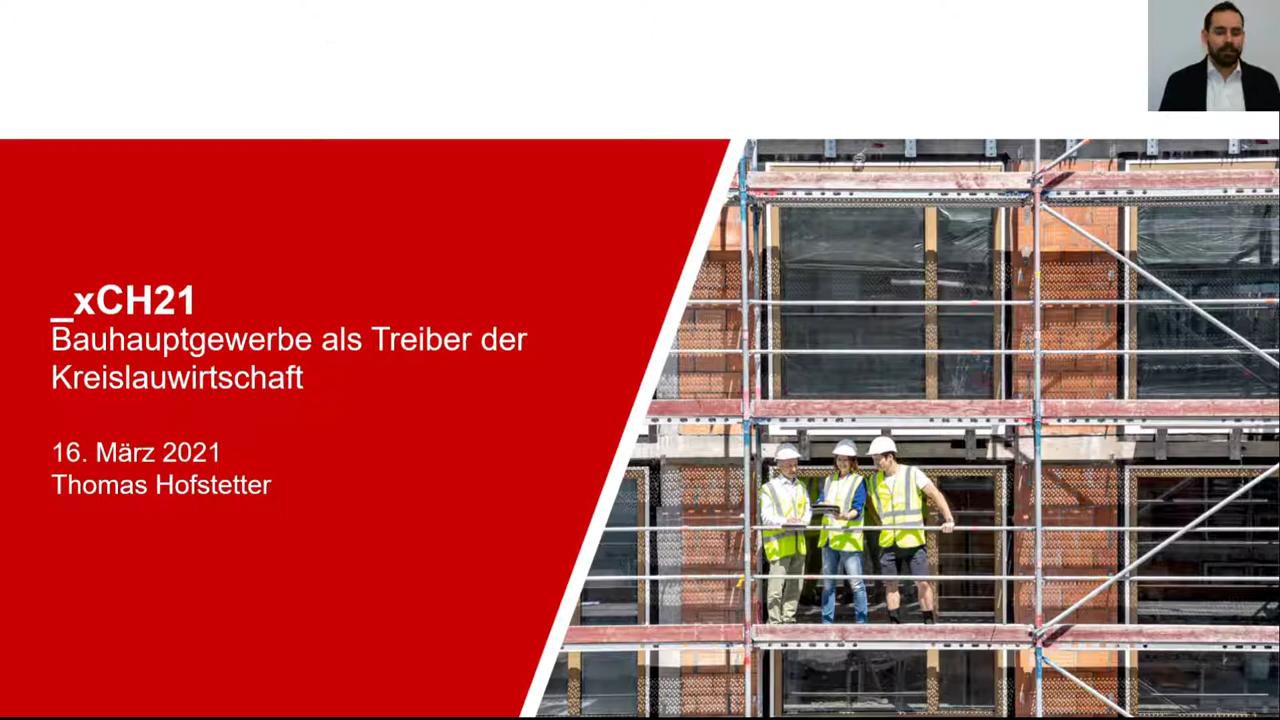 _xCH21
Bauhauptgewerbe als Treiber der
Kreislauwirtschaft
16. März 2021
Thomas Hofstetter